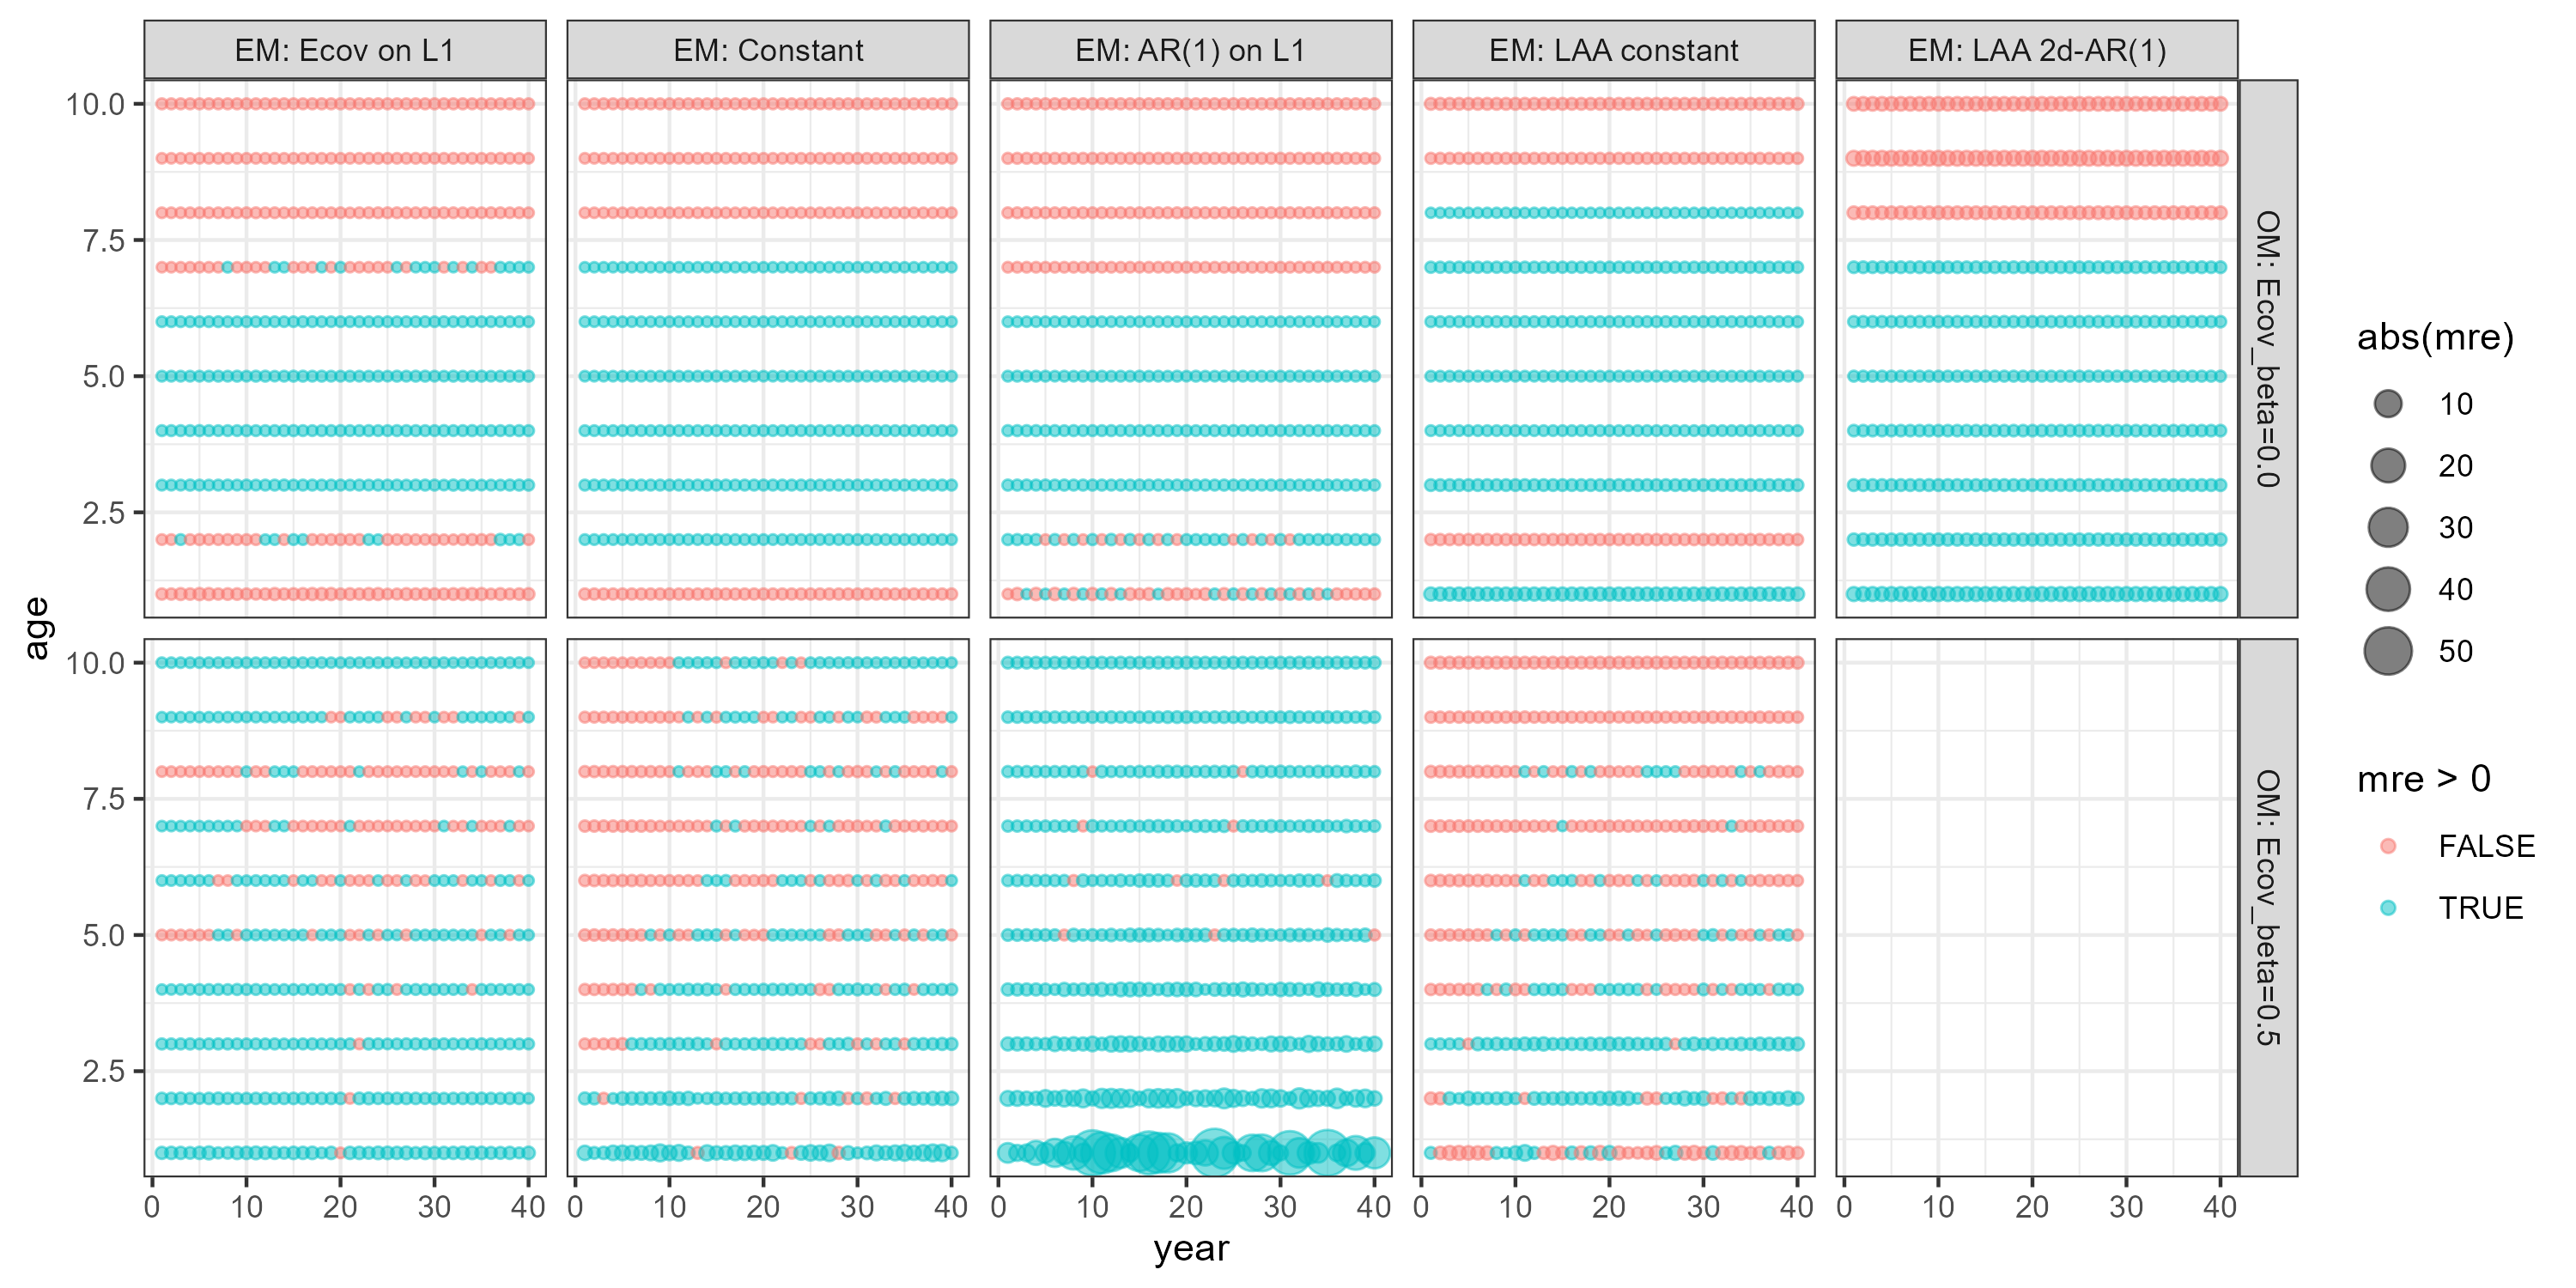 EM: Ecov on L1
EM: Constant
EM: AR(1) on L1
EM: LAA constant
EM: LAA 2d-AR(1)
10.0
7.5
5.0
2.5
OM: Ecov_beta=0.0
10.0
7.5
5.0
2.5
OM: Ecov_beta=0.5
age
0 10 20 30 40
0 10 20 30 40
0 10 20 30 40
0 10 20 30 40
0 10 20 30 40
year
abs(mre)
10
20
30
40
50
mre > 0
FALSE
TRUE